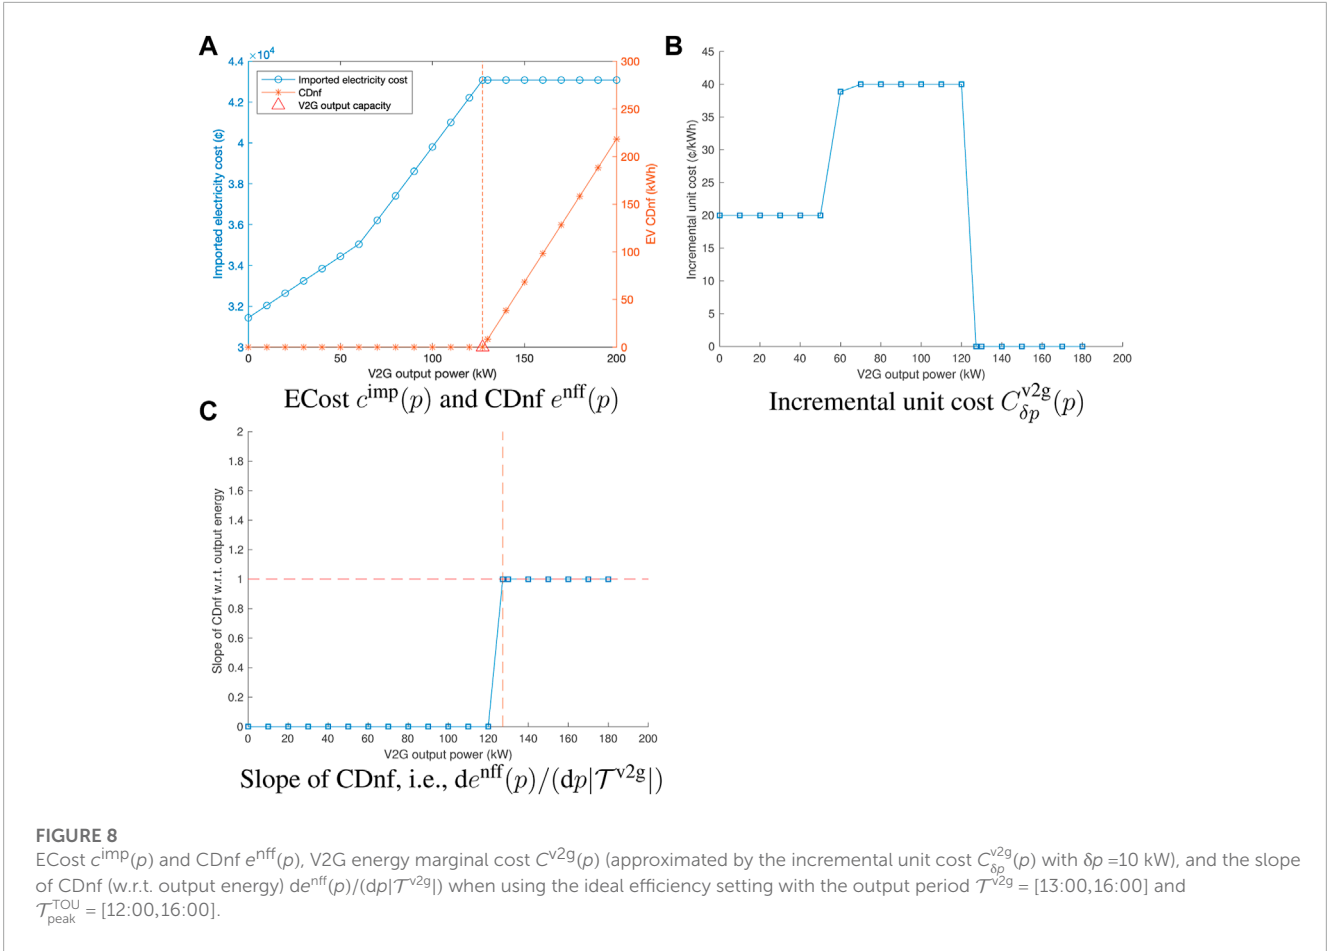 A
×10⁴
4.4
4.2
4
3.8
3.6
3.4
3.2
3
Imported electricity cost (¢)
Imported electricity cost
CDnf
V2G output capacity
300
250
200
150
100
50
0
EV CDnf (kWh)
0 50 100 150 200
V2G output power (kW)
ECost c^imp(p) and CDnf e^nff(p)
B
45
40
35
30
25
20
15
10
5
0
Incremental unit cost (¢/kWh)
0 20 40 60 80 100 120 140 160 180 200
V2G output power (kW)
Incremental unit cost C^v2g_δp(p)
C
2
1.8
1.6
1.4
1.2
1
0.8
0.6
0.4
0.2
0
Slope of CDnf w.r.t. output energy
0 20 40 60 80 100 120 140 160 180 200
V2G output power (kW)
Slope of CDnf, i.e., de^nff(p)/(dp|𝒯^v2g|)
FIGURE 8
ECost c^imp(p) and CDnf e^nff(p), V2G energy marginal cost C^v2g(p) (approximated by the incremental unit cost C^v2g_δp(p) with δp =10 kW), and the slope
of CDnf (w.r.t. output energy) de^nff(p)/(dp|𝒯^v2g|) when using the ideal efficiency setting with the output period 𝒯^v2g = [13:00,16:00] and
𝒯^TOU_peak = [12:00,16:00].